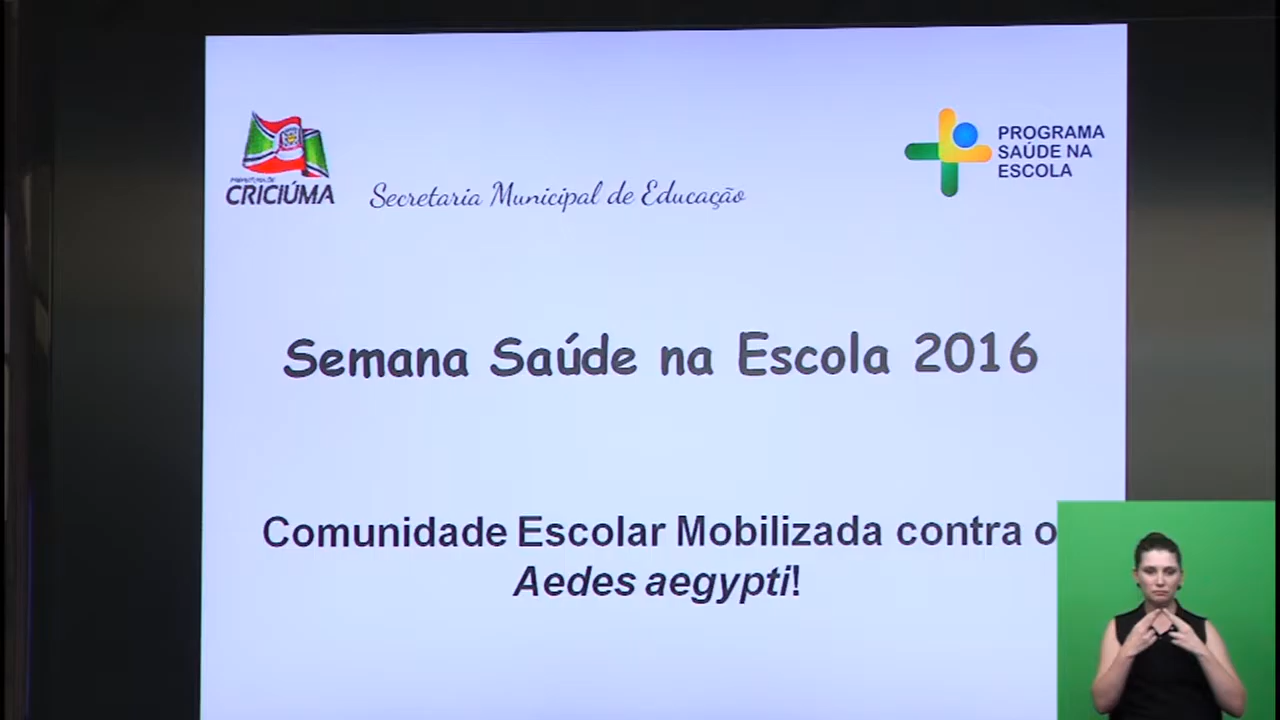 PREFEITURA DE
CRICIÚMA
Secretaria Municipal de Educação
PROGRAMA
SAÚDE NA
ESCOLA
Semana Saúde na Escola 2016
Comunidade Escolar Mobilizada contra o
Aedes aegypti!